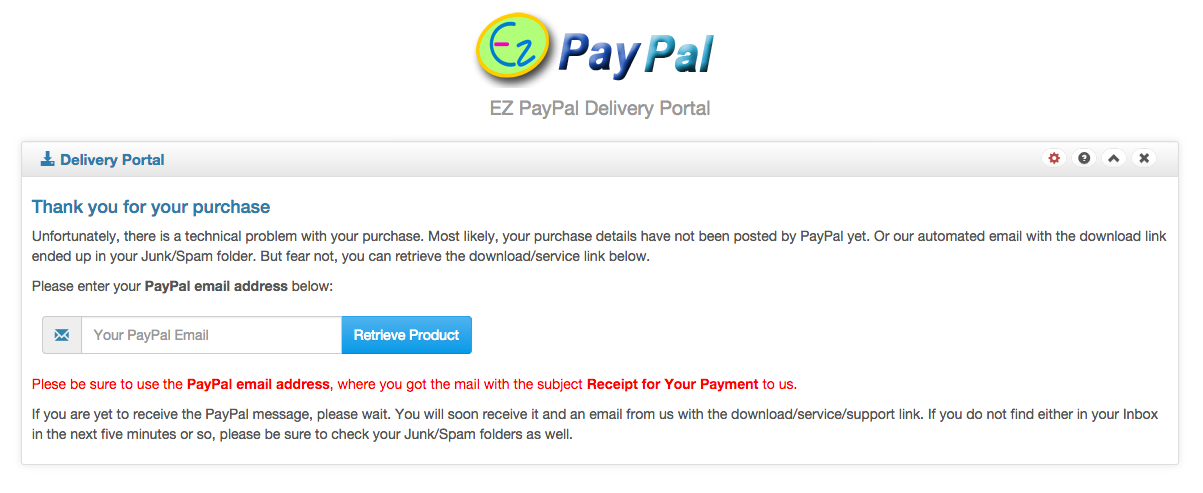 Ez PayPal
EZ PayPal Delivery Portal
Delivery Portal
Thank you for your purchase
Unfortunately, there is a technical problem with your purchase. Most likely, your purchase details have not been posted by PayPal yet. Or our automated email with the download link
ended up in your Junk/Spam folder. But fear not, you can retrieve the download/service link below.
Please enter your PayPal email address below:
Your PayPal Email
Retrieve Product
Plese be sure to use the PayPal email address, where you got the mail with the subject Receipt for Your Payment to us.
If you are yet to receive the PayPal message, please wait. You will soon receive it and an email from us with the download/service/support link. If you do not find either in your Inbox
in the next five minutes or so, please be sure to check your Junk/Spam folders as well.